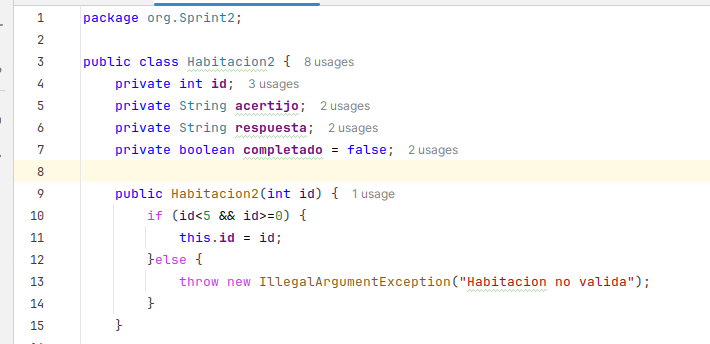 1 package org.Sprint2;
2
3 public class Habitacion2 { 8 usages
4 private int id; 3 usages
5 private String acertijo; 2 usages
6 private String respuesta; 2 usages
7 private boolean completado = false; 2 usages
8
9 public Habitacion2(int id) { 1 usage
10 if (id<5 && id>=0) {
11 this.id = id;
12 }else {
13 throw new IllegalArgumentException("Habitacion no valida");
14 }
15 }